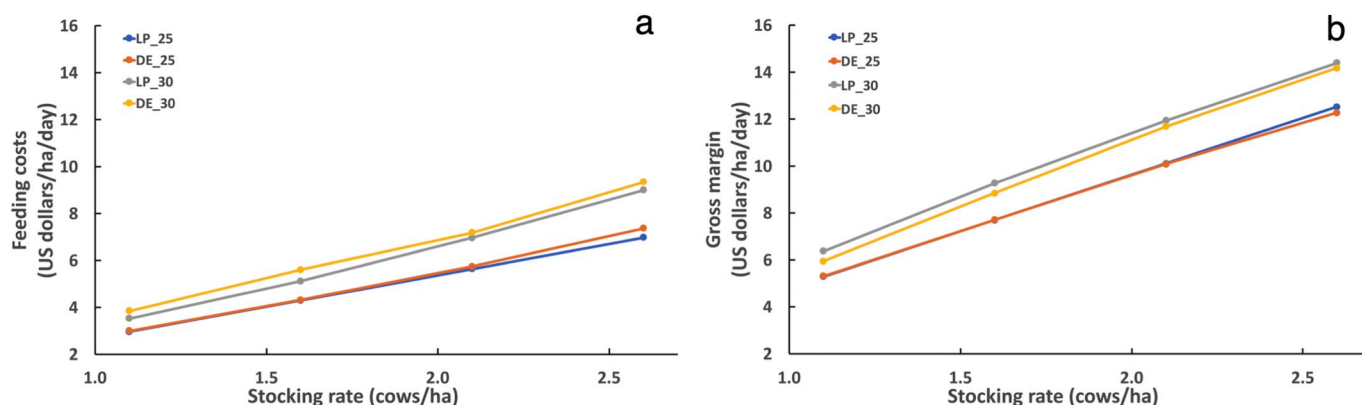 a
LP_25
DE_25
LP_30
DE_30
Feeding costs
(US dollars/ha/day)
16
14
12
10
8
6
4
2
1.0 1.5 2.0 2.5
Stocking rate (cows/ha)
b
LP_25
DE_25
LP_30
DE_30
Gross margin
(US dollars/ha/day)
16
14
12
10
8
6
4
2
1.0 1.5 2.0 2.5
Stocking rate (cows/ha)